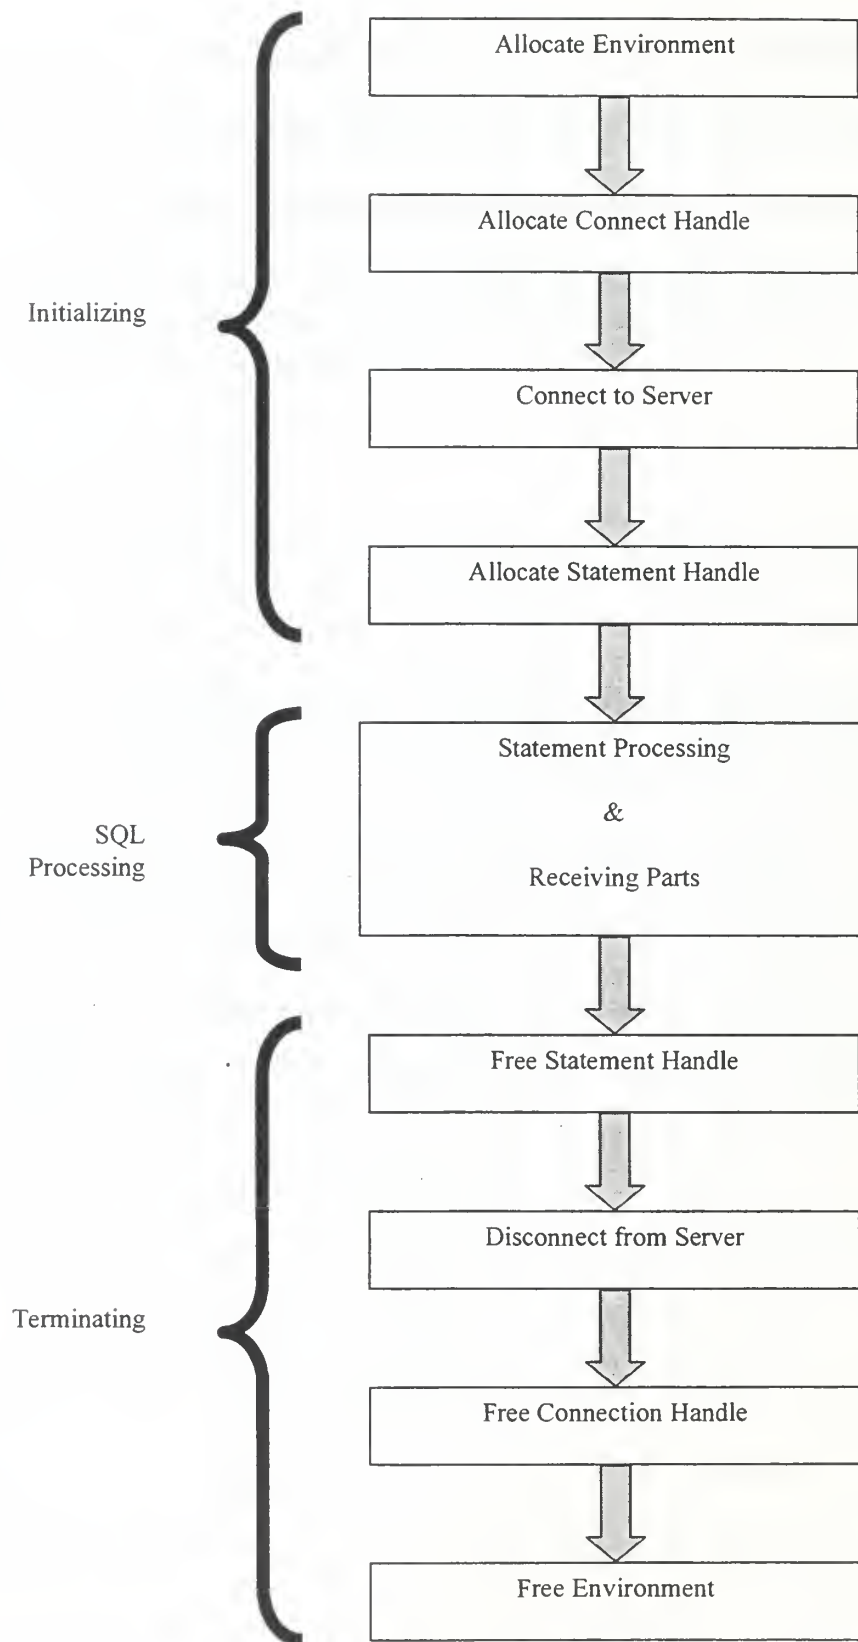 Allocate Environment
Allocate Connect Handle
Initializing
Connect to Server
Allocate Statement Handle
Statement Processing
&
Receiving Parts
SQL
Processing
Free Statement Handle
Disconnect from Server
Terminating
Free Connection Handle
Free Environment